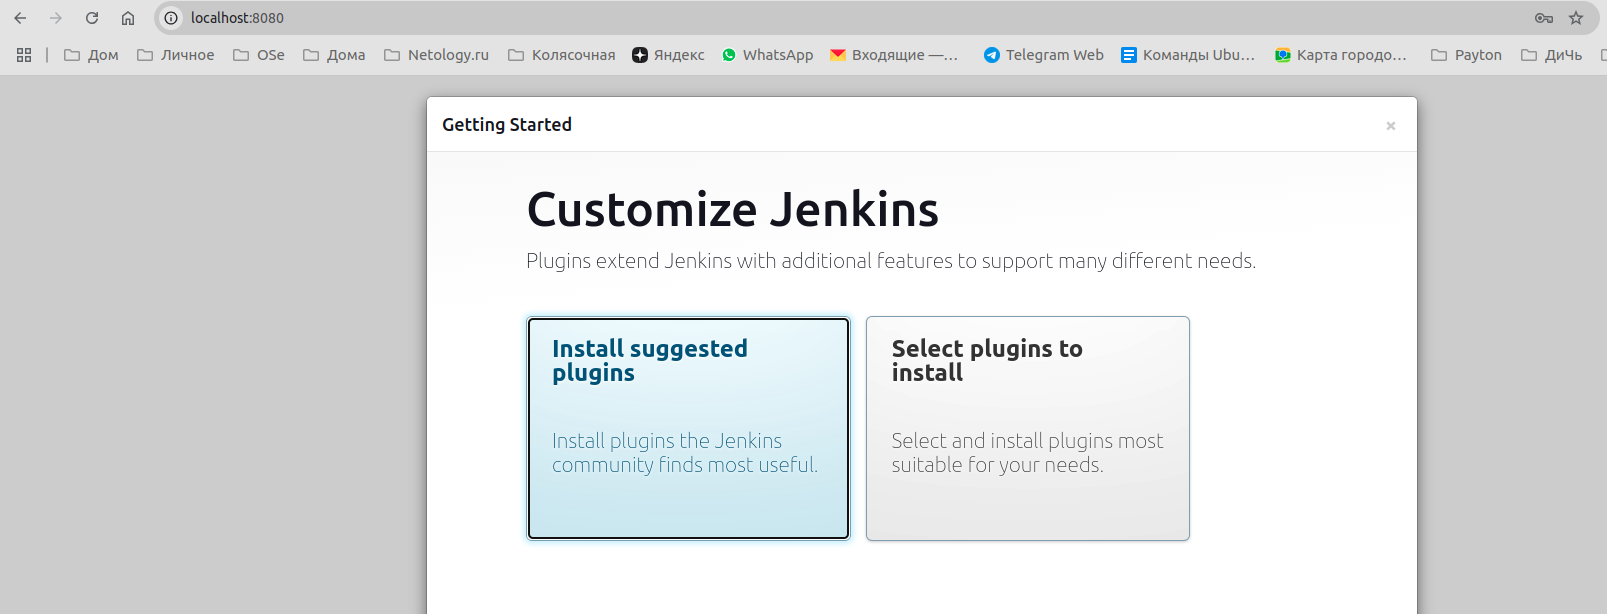 localhost:8080
Дом Личное OSe Дома Netology.ru Колясочная Яндекс WhatsApp Входящие —... Telegram Web Команды Ubu... Карта городо... Payton ДиЧь
Getting Started ×
Customize Jenkins
Plugins extend Jenkins with additional features to support many different needs.
Install suggested
plugins
Install plugins the Jenkins
community finds most useful.
Select plugins to
install
Select and install plugins most
suitable for your needs.